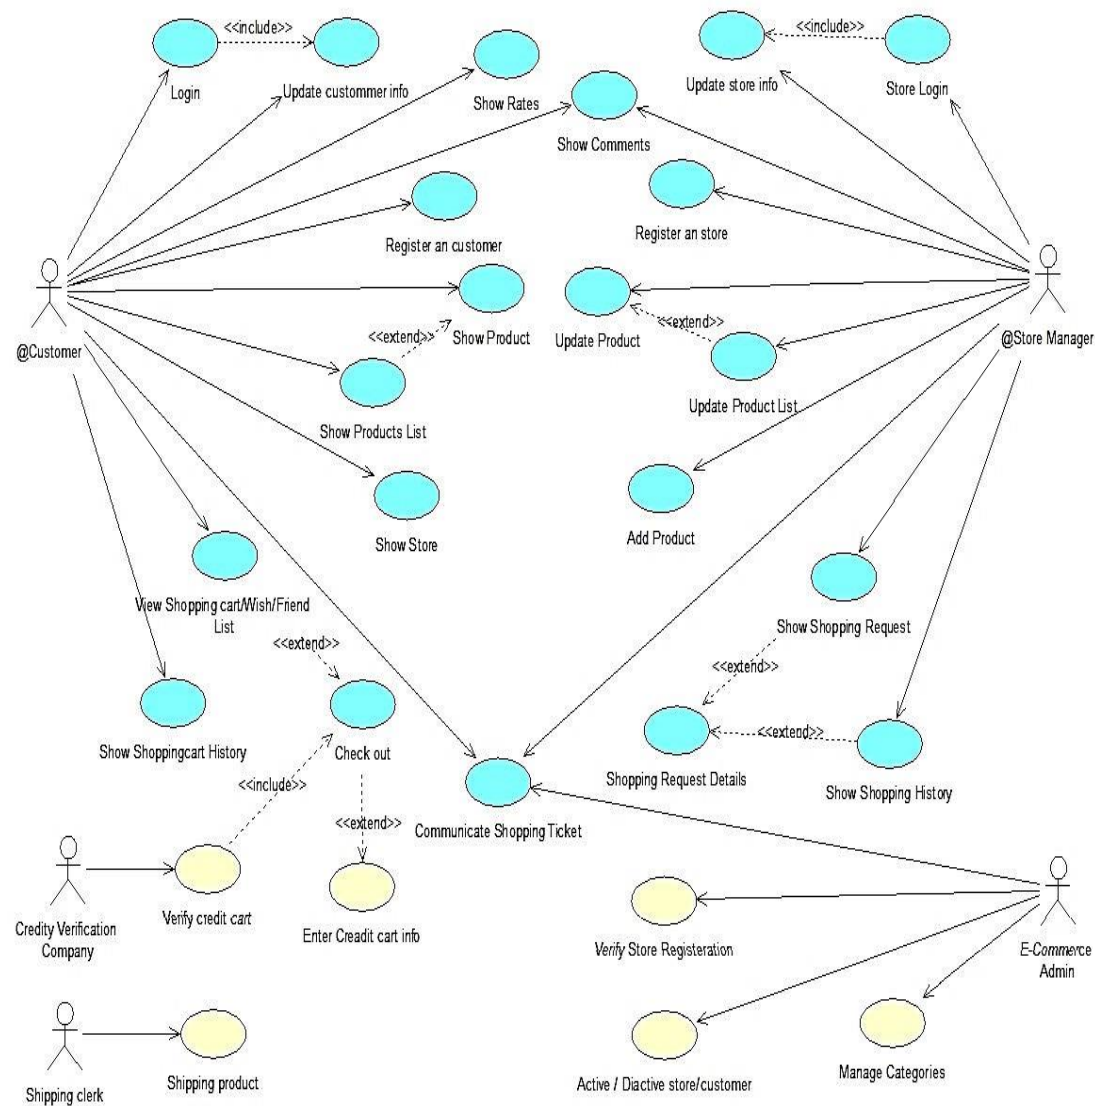 <<include>>
<<include>>
Login
Update custommer info
Show Rates
Update store info
Store Login
Show Comments
Register an customer
Register an store
@Customer
<<extend>>
Show Product
Update Product
<<extend>>
@Store Manager
Show Products List
Update Product List
Show Store
Add Product
View Shopping cart/Wish/Friend
List
<<extend>>
Show Shopping Request
<<extend>>
Show Shoppingcart History
Check out
<<extend>>
Shopping Request Details
Show Shopping History
<<include>>
<<extend>>
Communicate Shopping Ticket
Credity Verification
Company
Verify credit cart
Enter Creadit cart info
Verify Store Registeration
E-Commerce
Admin
Shipping clerk
Shipping product
Active / Diactive store/customer
Manage Categories